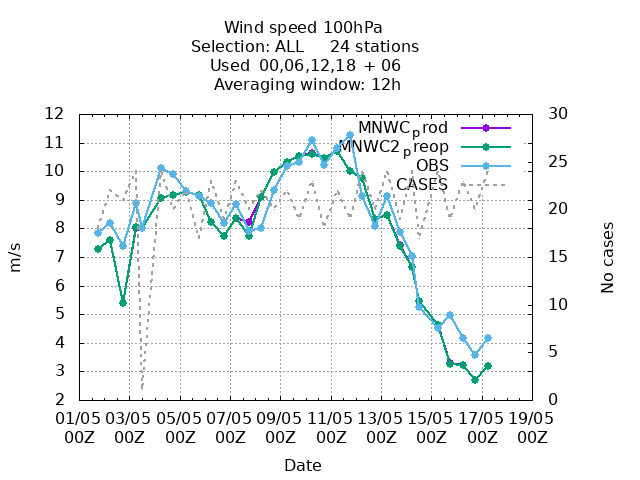 Wind speed 100hPa
Selection: ALL     24 stations
Used 00,06,12,18 + 06
Averaging window: 12h
MNWCprod
MNWC2preop
OBS
CASES
12
11
10
9
8
7
6
5
4
3
2
m/s
30
25
20
15
10
5
0
No cases
01/05 03/05 05/05 07/05 09/05 11/05 13/05 15/05 17/05 19/05
00Z 00Z 00Z 00Z 00Z 00Z 00Z 00Z 00Z 00Z
Date